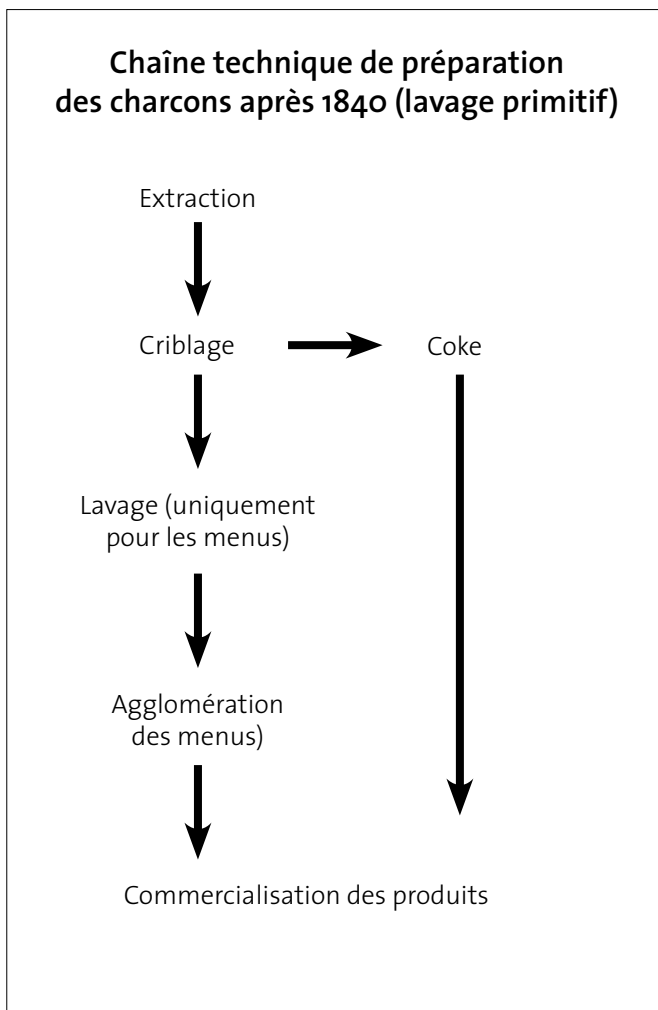 Chaîne technique de préparation
des charcons après 1840 (lavage primitif)
Extraction
Criblage
Coke
Lavage (uniquement
pour les menus)
Agglomération
des menus)
Commercialisation des produits